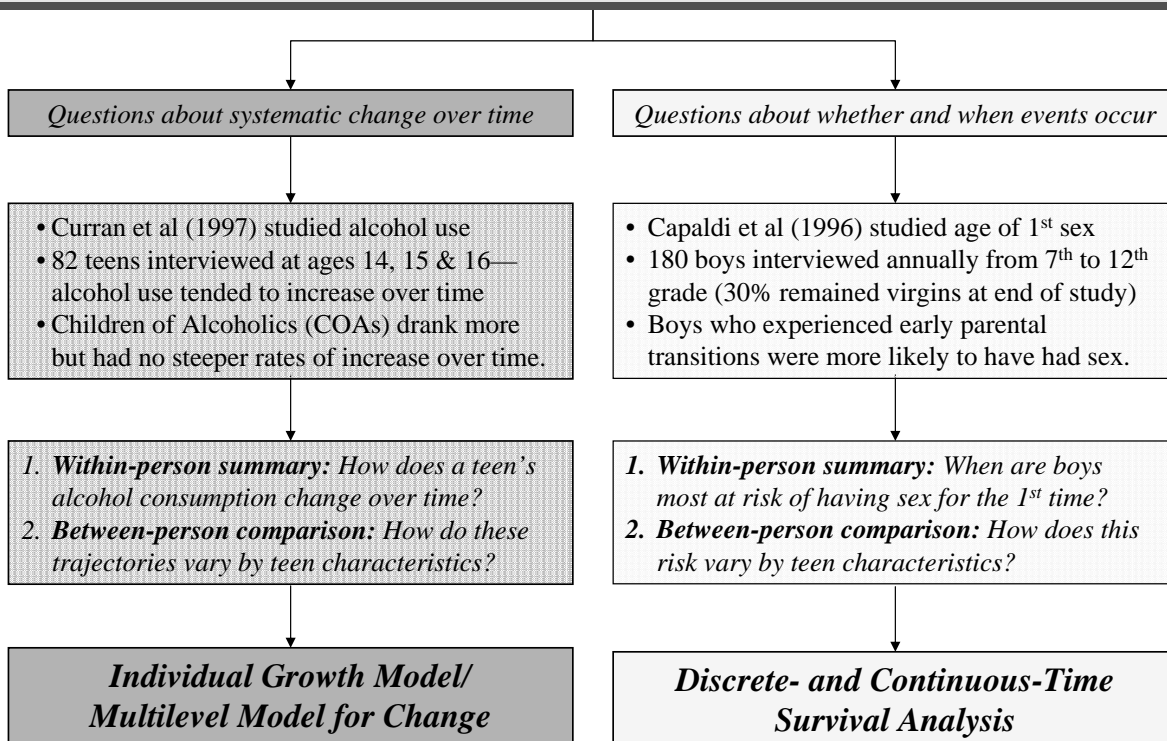 Questions about systematic change over time
• Curran et al (1997) studied alcohol use
• 82 teens interviewed at ages 14, 15 & 16—
alcohol use tended to increase over time
• Children of Alcoholics (COAs) drank more
but had no steeper rates of increase over time.
1. Within-person summary: How does a teen's
alcohol consumption change over time?
2. Between-person comparison: How do these
trajectories vary by teen characteristics?
Individual Growth Model/
Multilevel Model for Change
Questions about whether and when events occur
• Capaldi et al (1996) studied age of 1st sex
• 180 boys interviewed annually from 7th to 12th
grade (30% remained virgins at end of study)
• Boys who experienced early parental
transitions were more likely to have had sex.
1. Within-person summary: When are boys
most at risk of having sex for the 1st time?
2. Between-person comparison: How does this
risk vary by teen characteristics?
Discrete- and Continuous-Time
Survival Analysis